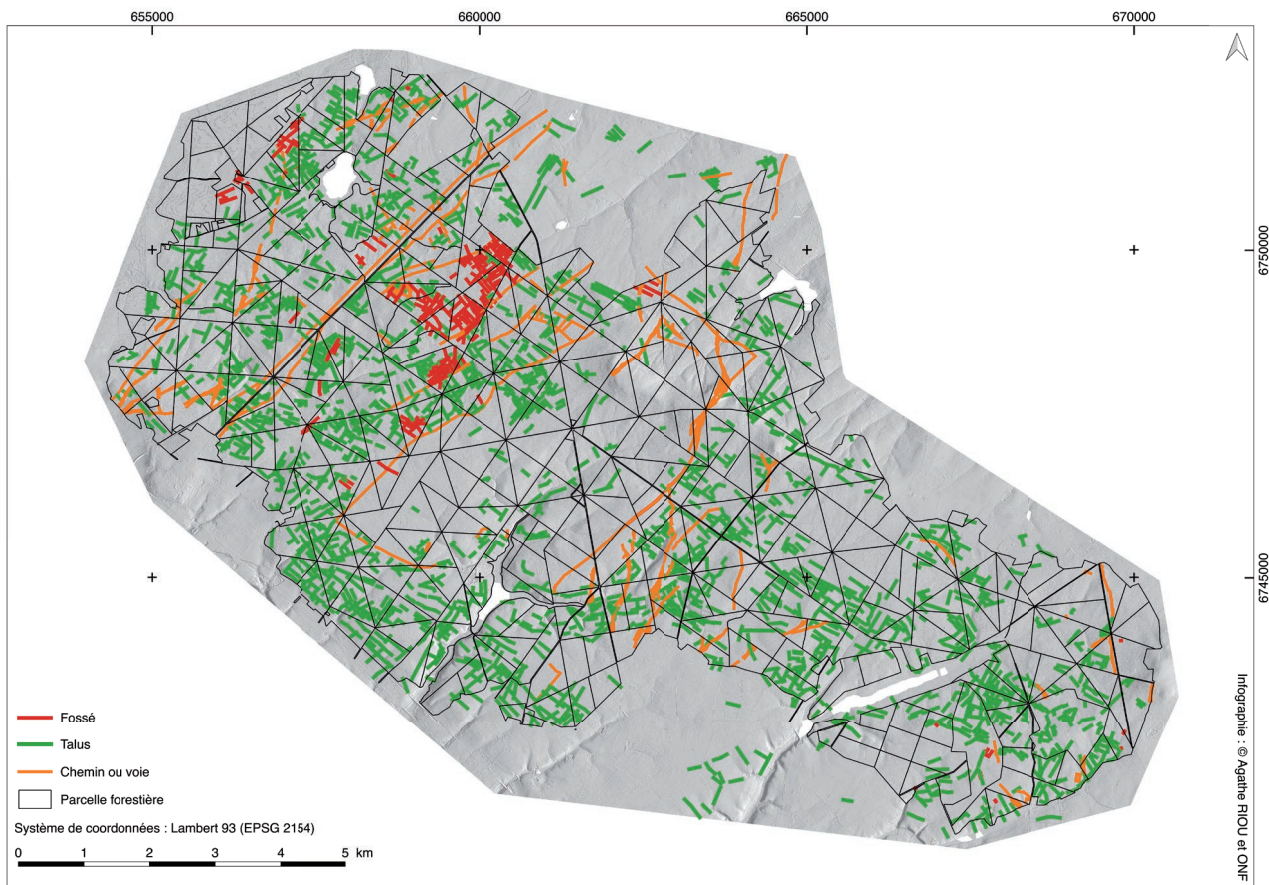 655000 660000 665000 670000
6750000
6745000
Fossé
Talus
Chemin ou voie
Parcelle forestière
Système de coordonnées : Lambert 93 (EPSG 2154)
0 1 2 3 4 5 km
Infographie : © Agathe RIOU et ONF